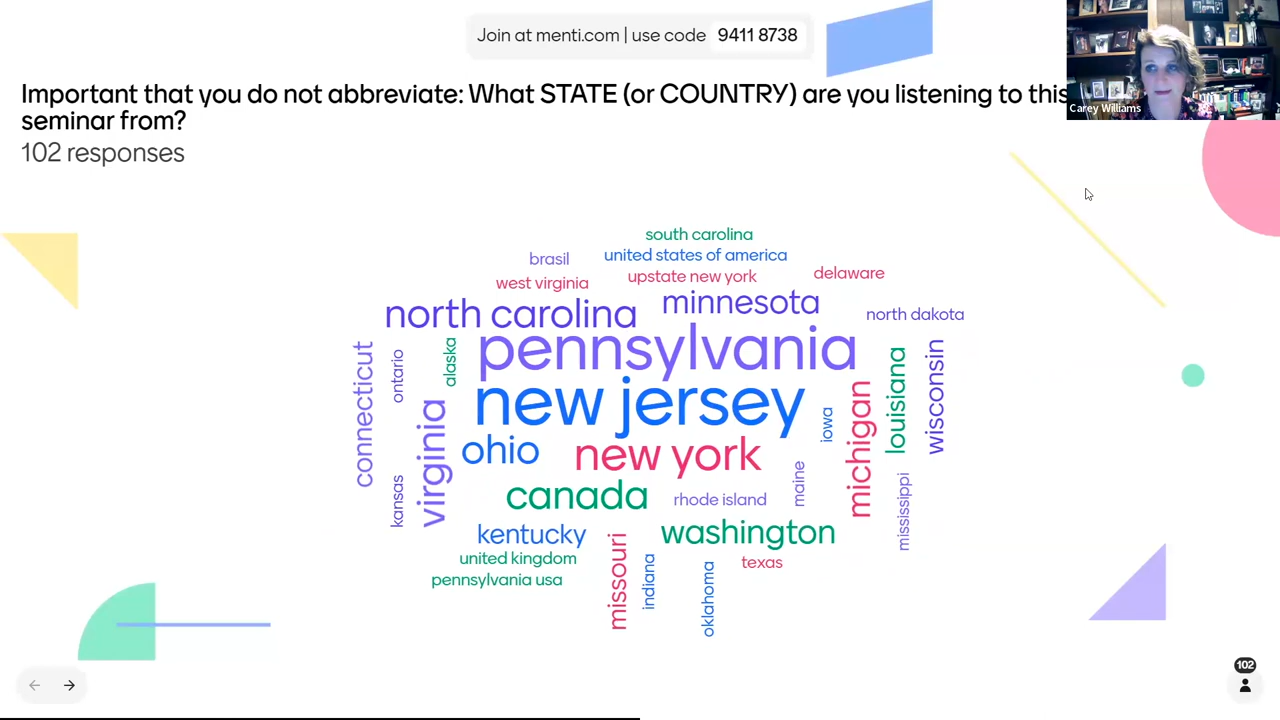 Join at menti.com | use code 9411 8738
Carey Williams
Important that you do not abbreviate: What STATE (or COUNTRY) are you listening to this
seminar from?
102 responses
south carolina
brasil
united states of america
west virginia
upstate new york
delaware
north carolina
minnesota
north dakota
connecticut
ontario
alaska
pennsylvania
louisiana
wisconsin
new jersey
michigan
iowa
virginia
ohio
new york
kansas
canada
rhode island
maine
mississippi
kentucky
washington
united kingdom
missouri
indiana
oklahoma
texas
pennsylvania usa
102